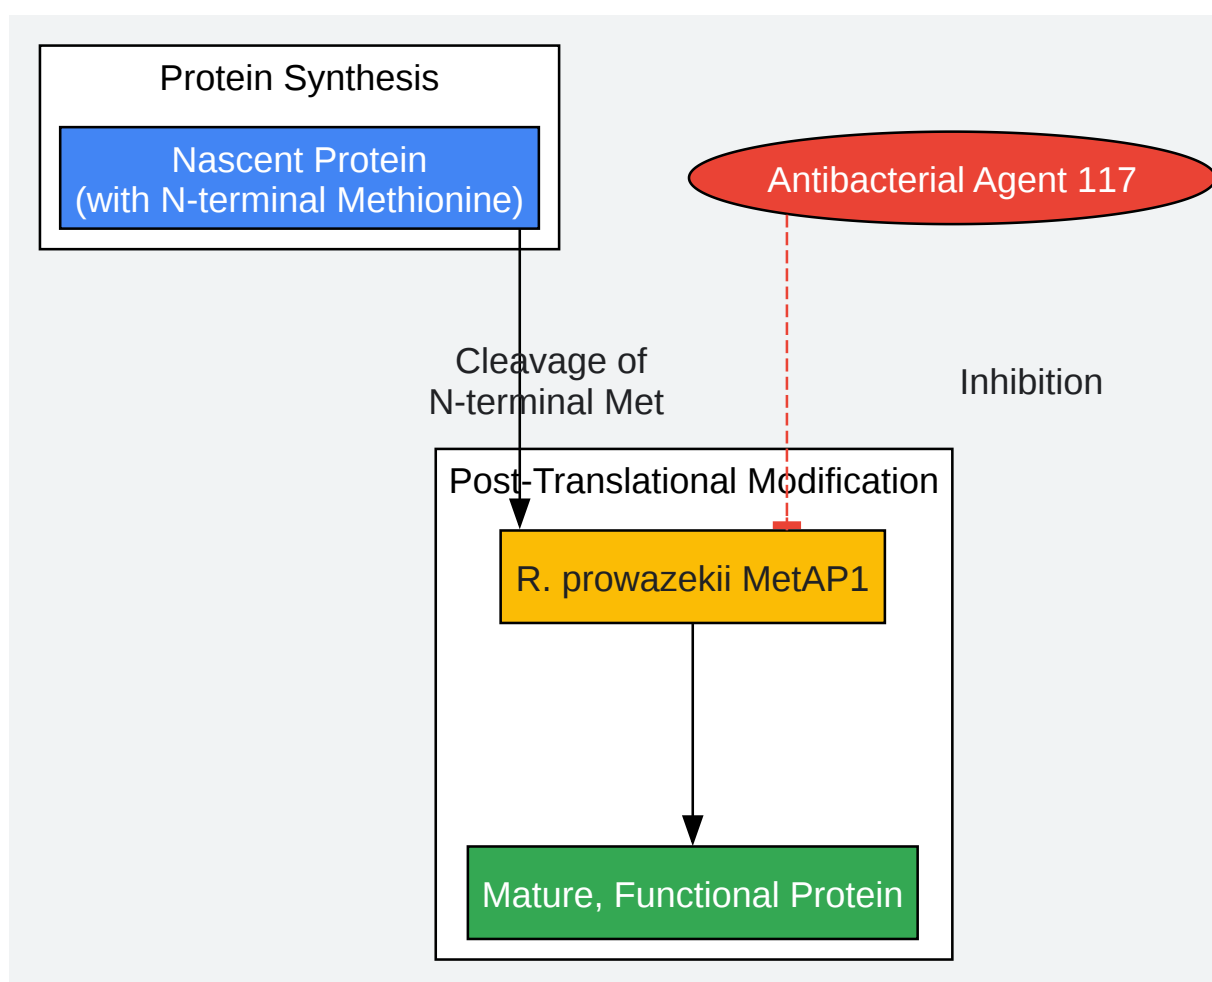 Protein Synthesis
Nascent Protein
(with N-terminal Methionine)
Antibacterial Agent 117
Cleavage of
N-terminal Met
Inhibition
Post-Translational Modification
R. prowazekii MetAP1
Mature, Functional Protein